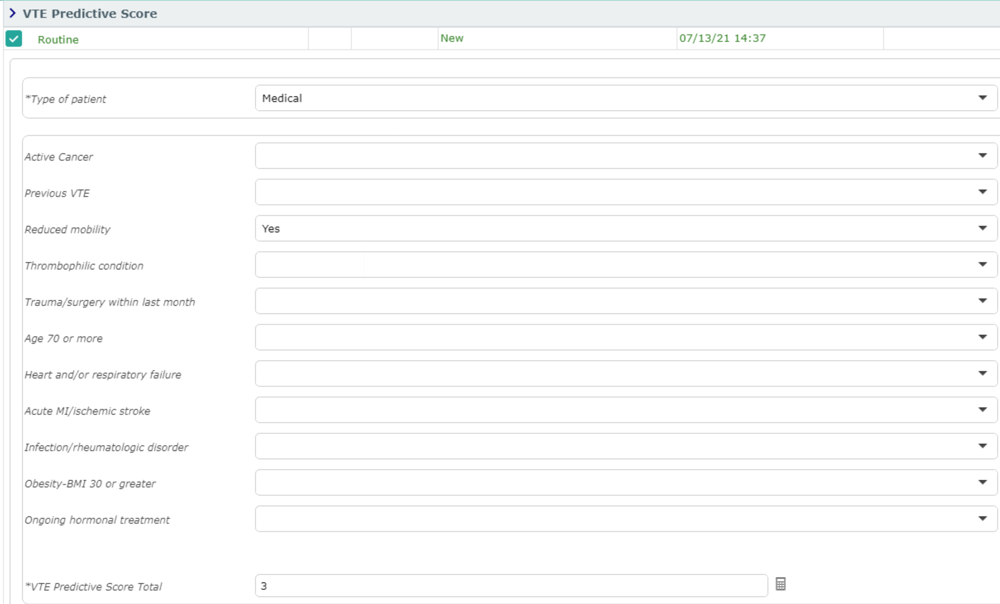 VTE Predictive Score
Routine New 07/13/21 14:37
*Type of patient Medical
Active Cancer
Previous VTE
Reduced mobility Yes
Thrombophilic condition
Trauma/surgery within last month
Age 70 or more
Heart and/or respiratory failure
Acute MI/ischemic stroke
Infection/rheumatologic disorder
Obesity-BMI 30 or greater
Ongoing hormonal treatment
*VTE Predictive Score Total 3